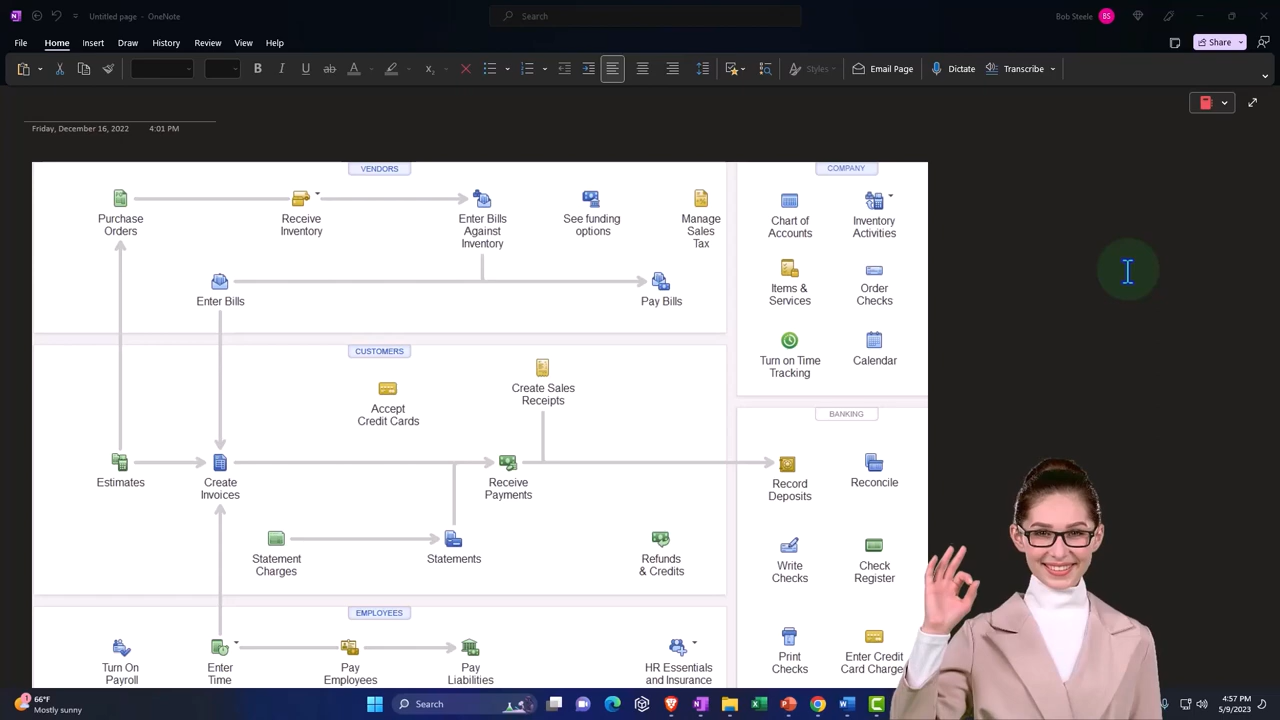 Untitled page - OneNote
Search
Bob Steele
BS
File
Home
Insert
Draw
History
Review
View
Help
Share
B
I
U
ab
A
Styles
Email Page
Dictate
Transcribe
Friday, December 16, 2022
4:01 PM
VENDORS
Purchase
Orders
Receive
Inventory
Enter Bills
Against
Inventory
See funding
options
Manage
Sales
Tax
Enter Bills
Pay Bills
CUSTOMERS
Accept
Credit Cards
Create Sales
Receipts
Estimates
Create
Invoices
Receive
Payments
Statement
Charges
Statements
Refunds
& Credits
EMPLOYEES
Turn On
Payroll
Enter
Time
Pay
Employees
Pay
Liabilities
HR Essentials
and Insurance
COMPANY
Chart of
Accounts
Inventory
Activities
Items &
Services
Order
Checks
Turn on Time
Tracking
Calendar
BANKING
Record
Deposits
Reconcile
Write
Checks
Check
Register
Print
Checks
Enter Credit
Card Charge
1
66°F
Mostly sunny
Search
4:57 PM
5/9/2023